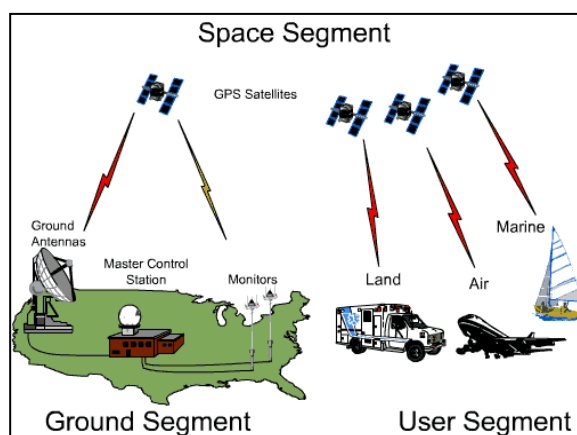 Space Segment
GPS Satellites
Ground
Antennas
Master Control
Station
Monitors
Land
Air
Marine
Ground Segment
User Segment